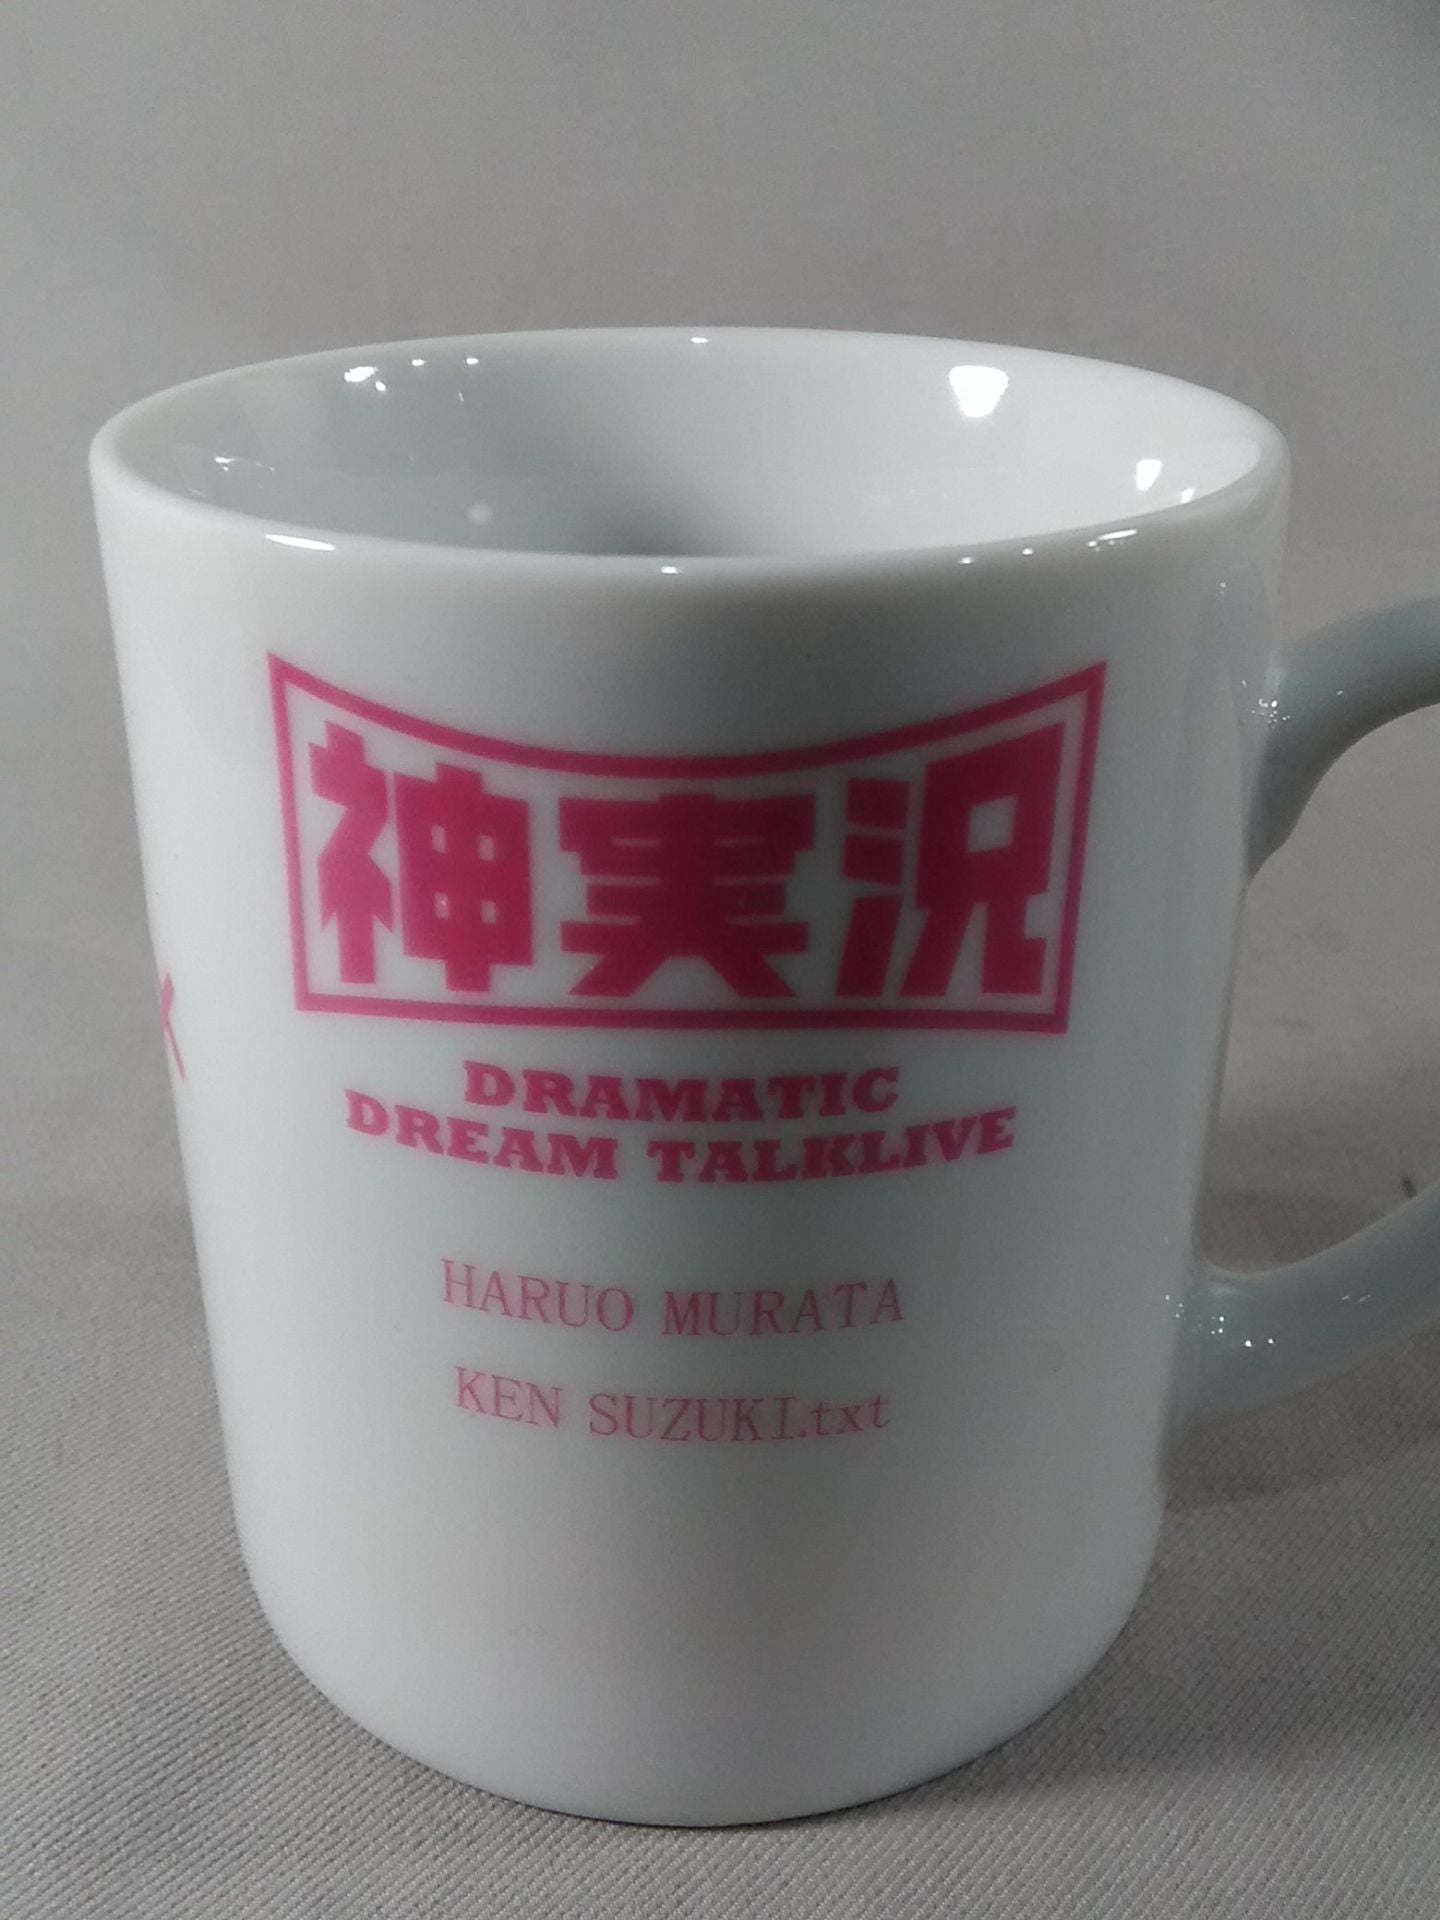 神実況
DRAMATIC
DREAM TALKLIVE
HARUO MURATA
KEN SUZUKI.txt